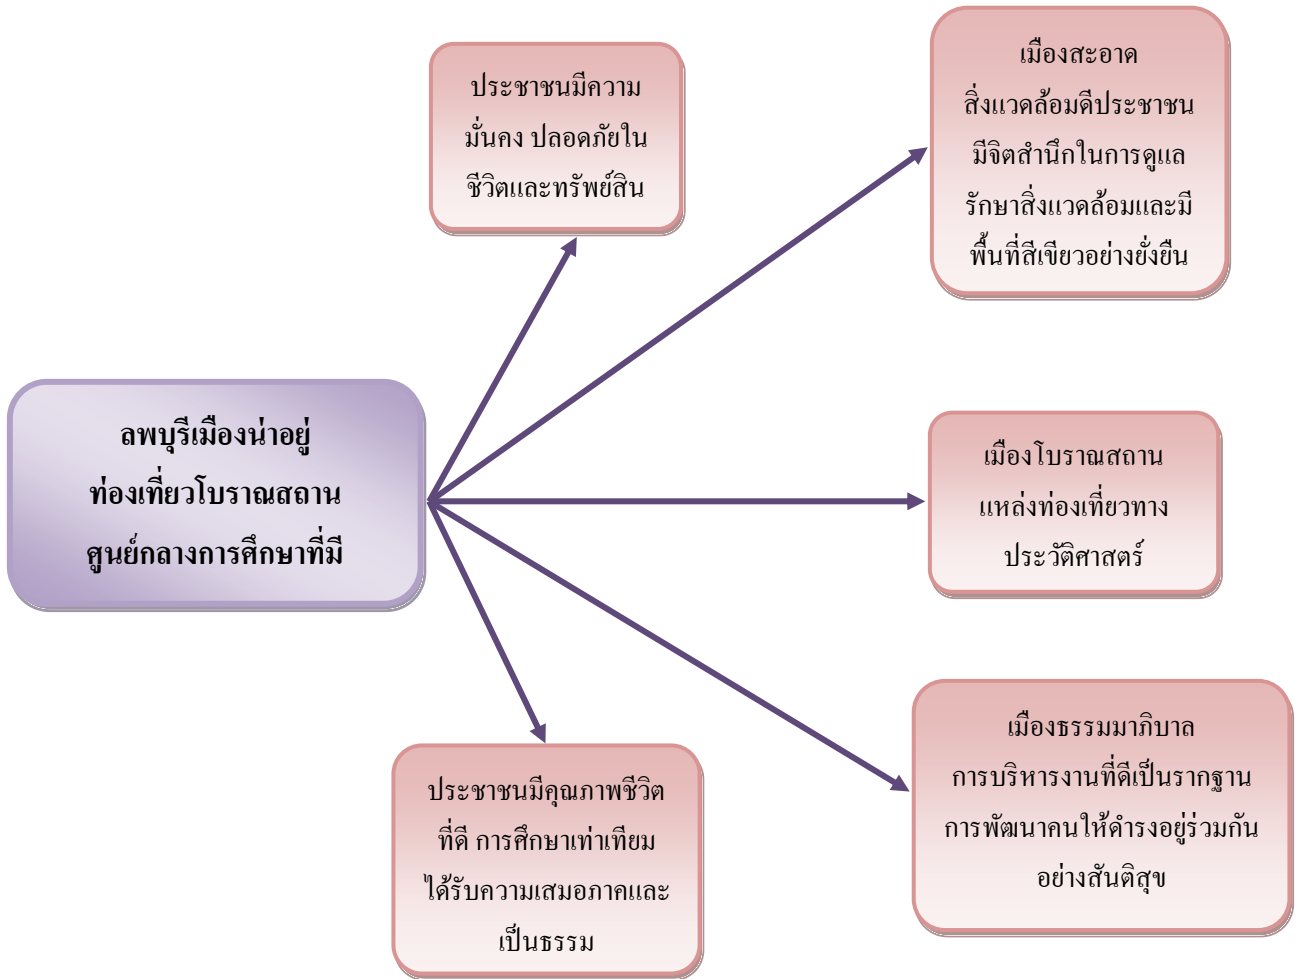 ประชาชนมีความ
มั่นคง ปลอดภัยใน
ชีวิตและทรัพย์สิน
เมืองสะอาด
สิ่งแวดล้อมดีประชาชน
มีจิตสำนึกในการดูแล
รักษาสิ่งแวดล้อมและมี
พื้นที่สีเขียวอย่างยั่งยืน
ลพบุรีเมืองน่าอยู่
ท่องเที่ยวโบราณสถาน
ศูนย์กลางการศึกษาที่มี
เมืองโบราณสถาน
แหล่งท่องเที่ยวทาง
ประวัติศาสตร์
ประชาชนมีคุณภาพชีวิต
ที่ดี การศึกษาเท่าเทียม
ได้รับความเสมอภาคและ
เป็นธรรม
เมืองธรรมมาภิบาล
การบริหารงานที่ดีเป็นรากฐาน
การพัฒนาคนให้ดำรงอยู่ร่วมกัน
อย่างสันติสุข